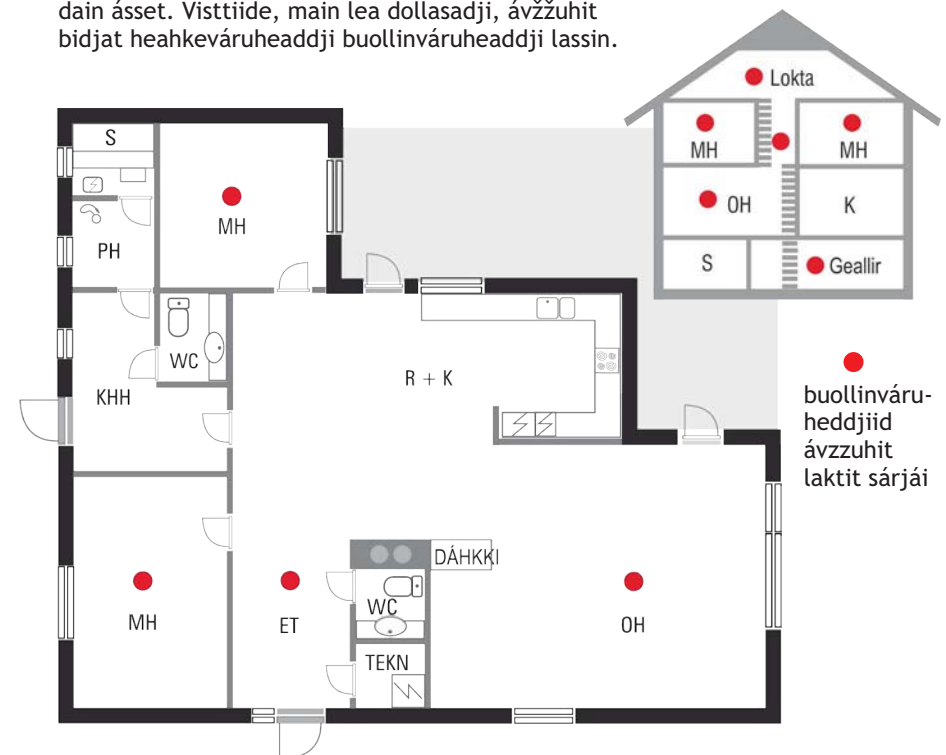 dain ásset. Visttiide, main lea dollasadji, ávžžuhit
bidjat heahkeváruheaddji buollinváruheaddji lassin.
Lokta
MH
MH
OH
K
S
Geallir
S
MH
PH
WC
KHH
R + K
buollinváru-
heddjiid
ávzzuhit
laktit sárjái
DÁHKKI
MH
ET
WC
OH
TEKN